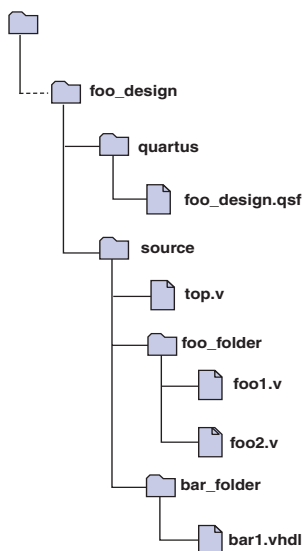 foo_design
quartus
foo_design.qsf
source
top.v
foo_folder
foo1.v
foo2.v
bar_folder
bar1.vhdl